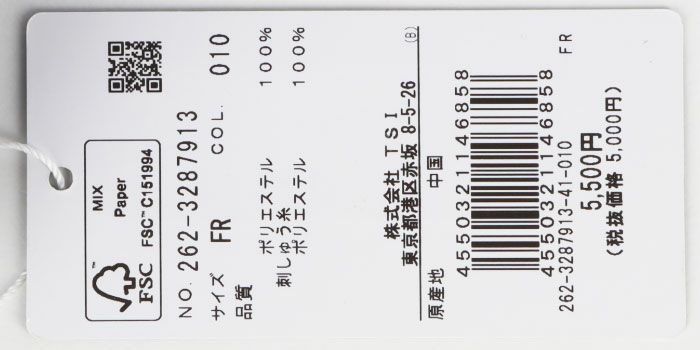 MIX
Paper
FSC™ C151994
FSC™
NO. 262-3287913
サイズ COL.
FR 010
品質
ポリエステル 100%
刺しゅう糸
ポリエステル 100%
株式会社 TSI
東京都港区赤坂 8-5-26
(8)
原産地 中国
4550321146858
4550321146858
262-3287913-41-010 FR
5,500円
(税抜価格 5,000円)